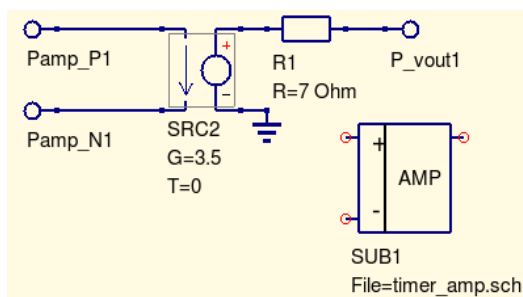 Pamp_P1
P_vout1
R1
R=7 Ohm
Pamp_N1
+
−
SRC2
G=3.5
T=0
+
AMP
-
SUB1
File=timer_amp.sch